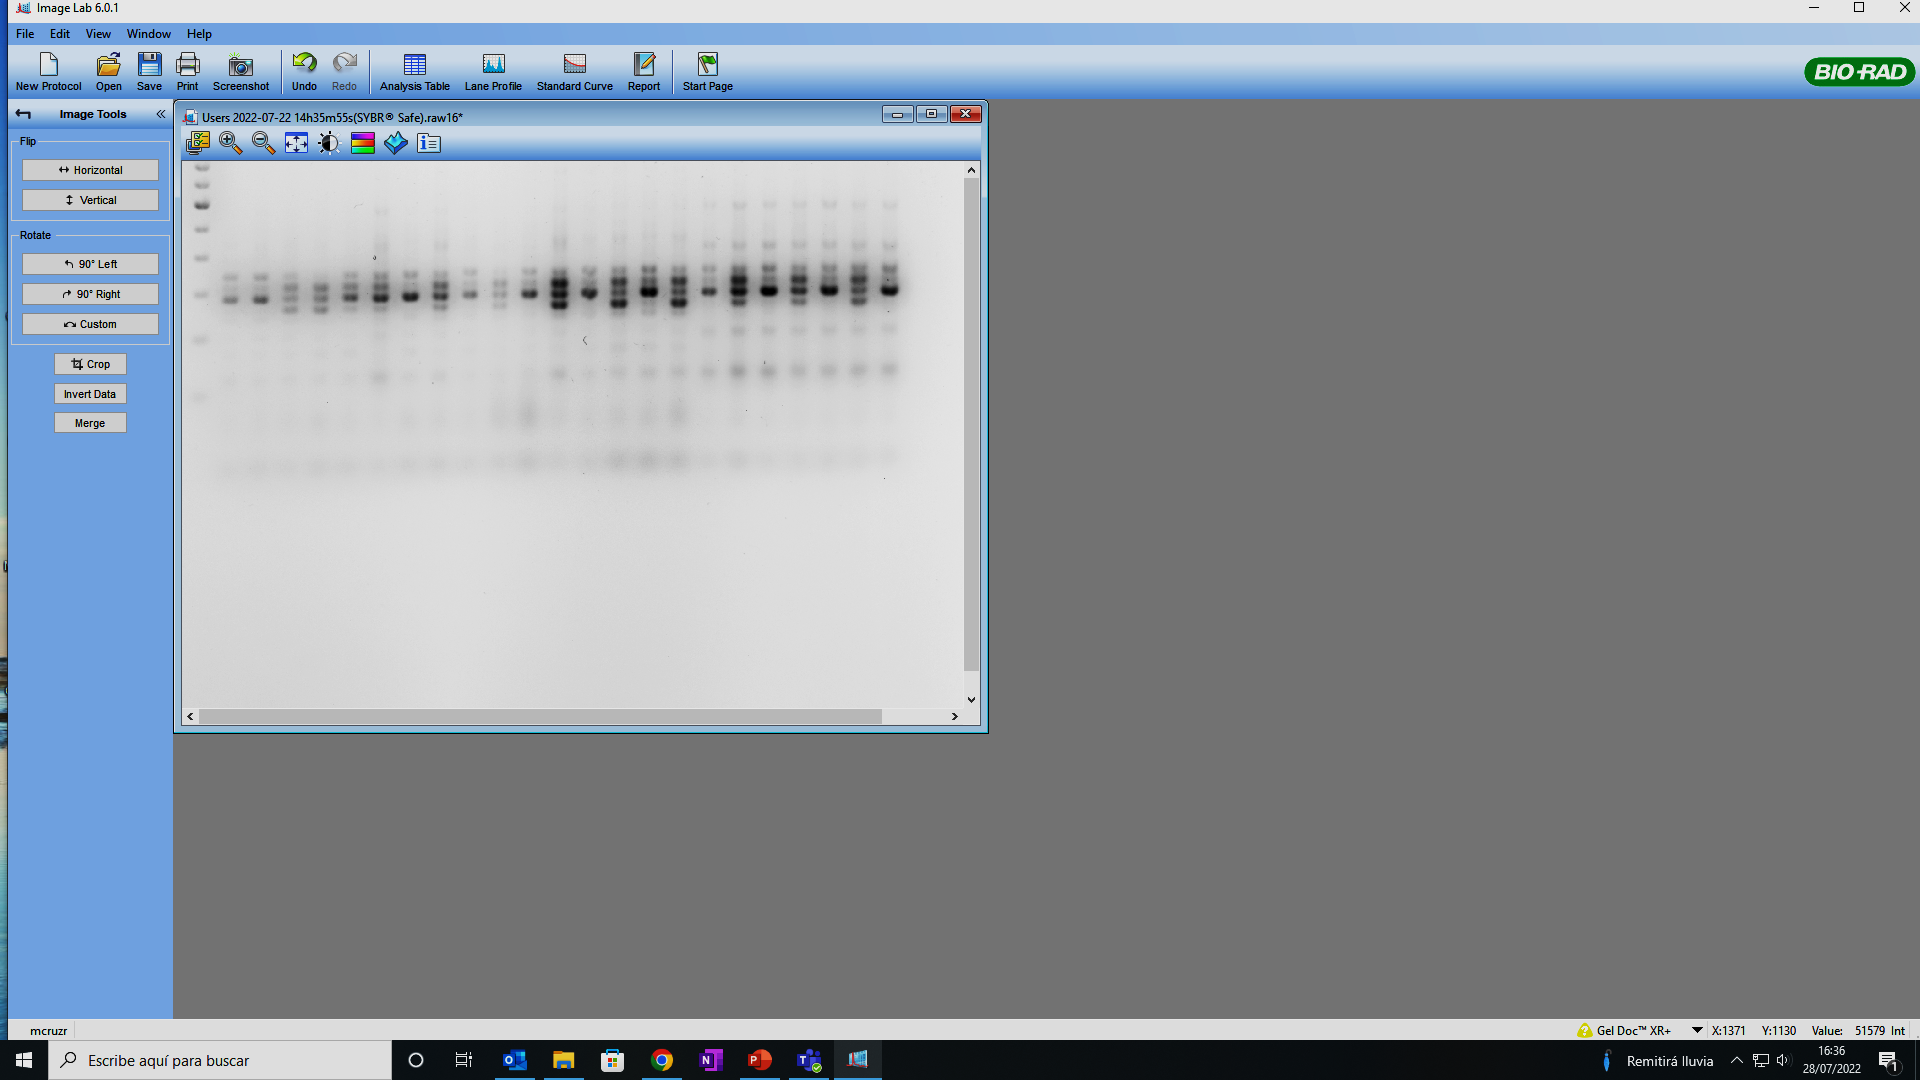 Image Lab 6.0.1
File Edit View Window Help
New Protocol Open Save Print Screenshot Undo Redo Analysis Table Lane Profile Standard Curve Report Start Page
BIO-RAD
Image Tools
Flip
Horizontal
Vertical
Rotate
90° Left
90° Right
Custom
Crop
Invert Data
Merge
Users 2022-07-22 14h35m55s(SYBR® Safe).raw16*
mcruzr
Gel Doc™ XR+ X:1371 Y:1130 Value: 51579 Int
Escribe aquí para buscar
Remitirá lluvia
16:36
28/07/2022
1